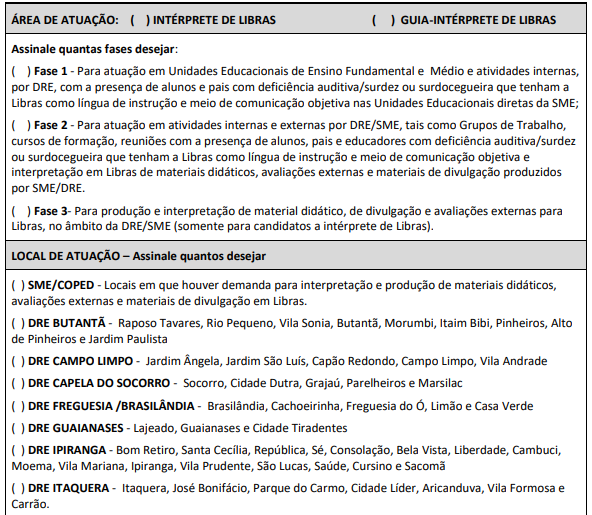 ÁREA DE ATUAÇÃO: ( ) INTÉRPRETE DE LIBRAS ( ) GUIA-INTÉRPRETE DE LIBRAS
Assinale quantas fases desejar:
( ) Fase 1 - Para atuação em Unidades Educacionais de Ensino Fundamental e Médio e atividades internas,
por DRE, com a presença de alunos e pais com deficiência auditiva/surdez ou surdocegueira que tenham a
Libras como língua de instrução e meio de comunicação objetiva nas Unidades Educacionais diretas da SME;
( ) Fase 2 - Para atuação em atividades internas e externas por DRE/SME, tais como Grupos de Trabalho,
cursos de formação, reuniões com a presença de alunos, pais e educadores com deficiência auditiva/surdez
ou surdocegueira que tenham a Libras como língua de instrução e meio de comunicação objetiva e
interpretação em Libras de materiais didáticos, avaliações externas e materiais de divulgação produzidos
por SME/DRE.
( ) Fase 3- Para produção e interpretação de material didático, de divulgação e avaliações externas para
Libras, no âmbito da DRE/SME (somente para candidatos a intérprete de Libras).
LOCAL DE ATUAÇÃO – Assinale quantos desejar
( ) SME/COPED - Locais em que houver demanda para interpretação e produção de materiais didáticos,
avaliações externas e materiais de divulgação em Libras.
( ) DRE BUTANTÃ - Raposo Tavares, Rio Pequeno, Vila Sonia, Butantã, Morumbi, Itaim Bibi, Pinheiros, Alto
de Pinheiros e Jardim Paulista
( ) DRE CAMPO LIMPO - Jardim Ângela, Jardim São Luís, Capão Redondo, Campo Limpo, Vila Andrade
( ) DRE CAPELA DO SOCORRO - Socorro, Cidade Dutra, Grajaú, Parelheiros e Marsilac
( ) DRE FREGUESIA /BRASILÂNDIA - Brasilândia, Cachoeirinha, Freguesia do Ó, Limão e Casa Verde
( ) DRE GUAIANASES - Lajeado, Guaianases e Cidade Tiradentes
( ) DRE IPIRANGA - Bom Retiro, Santa Cecília, República, Sé, Consolação, Bela Vista, Liberdade, Cambuci,
Moema, Vila Mariana, Ipiranga, Vila Prudente, São Lucas, Saúde, Cursino e Sacomã
( ) DRE ITAQUERA - Itaquera, José Bonifácio, Parque do Carmo, Cidade Líder, Aricanduva, Vila Formosa e
Carrão.